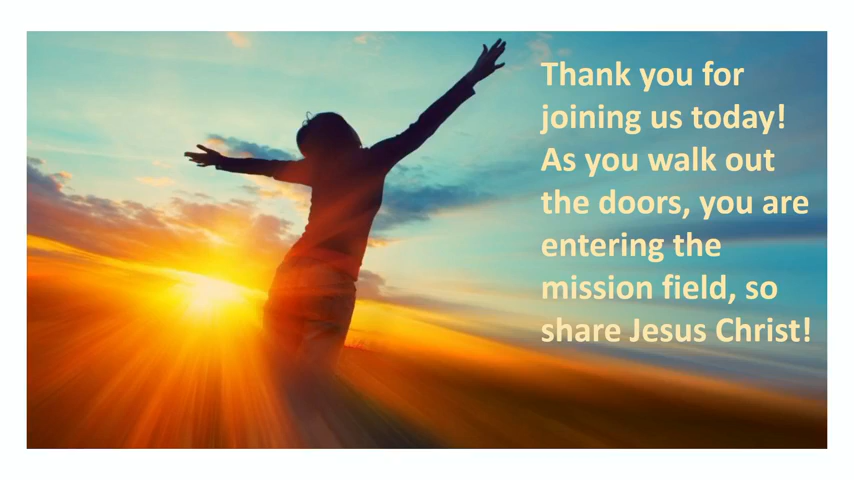 Thank you for
joining us today!
As you walk out
the doors, you are
entering the
mission field, so
share Jesus Christ!